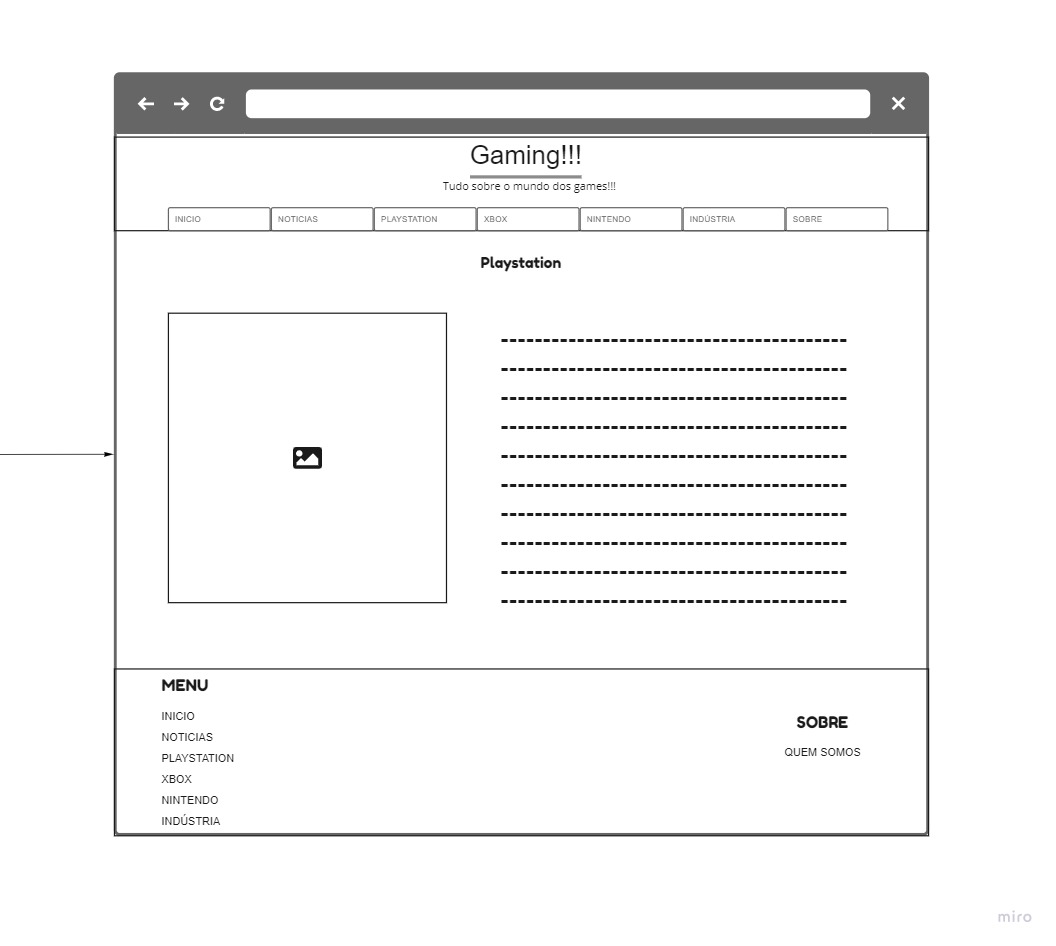 Gaming!!!
Tudo sobre o mundo dos games!!!
INICIO NOTICIAS PLAYSTATION XBOX NINTENDO INDÚSTRIA SOBRE
Playstation
MENU
INICIO
NOTICIAS
PLAYSTATION
XBOX
NINTENDO
INDÚSTRIA
SOBRE
QUEM SOMOS
miro